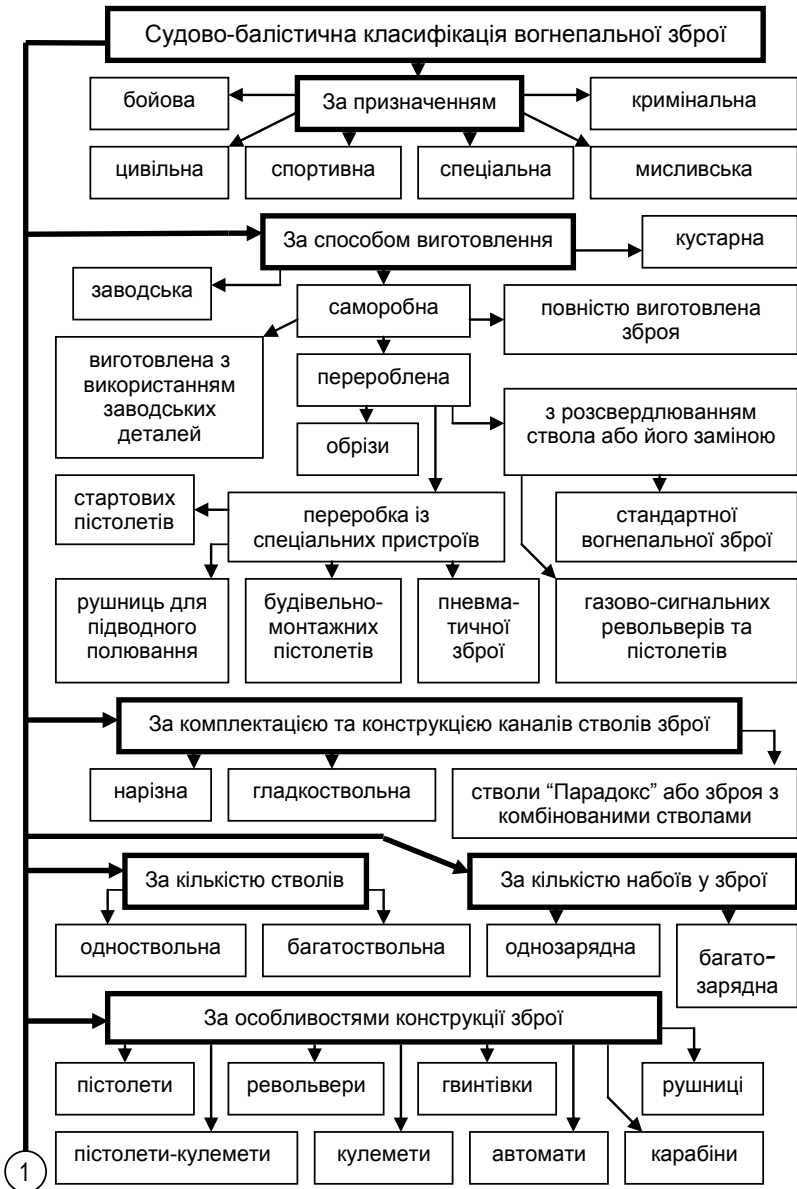 Судово-балістична класифікація вогнепальної зброї
бойова
За призначенням
кримінальна
цивільна
спортивна
спеціальна
мисливська
За способом виготовлення
кустарна
заводська
саморобна
повністю виготовлена
зброя
виготовлена з
використанням
заводських
деталей
перероблена
з розсвердлюванням
ствола або його заміною
обрізи
стартових
пістолетів
переробка із
спеціальних пристроїв
стандартної
вогнепальної зброї
рушниць для
підводного
полювання
будівельно-
монтажних
пістолетів
пневма-
тичної
зброї
газово-сигнальних
револьверів та
пістолетів
За комплектацією та конструкцією каналів стволів зброї
нарізна
гладкоствольна
стволи “Парадокс” або зброя з
комбінованими стволами
За кількістю стволів
За кількістю набоїв у зброї
одноствольна
багатоствольна
однозарядна
багато-
зарядна
За особливостями конструкції зброї
пістолети
револьвери
гвинтівки
рушниці
пістолети-кулемети
кулемети
автомати
карабіни
1